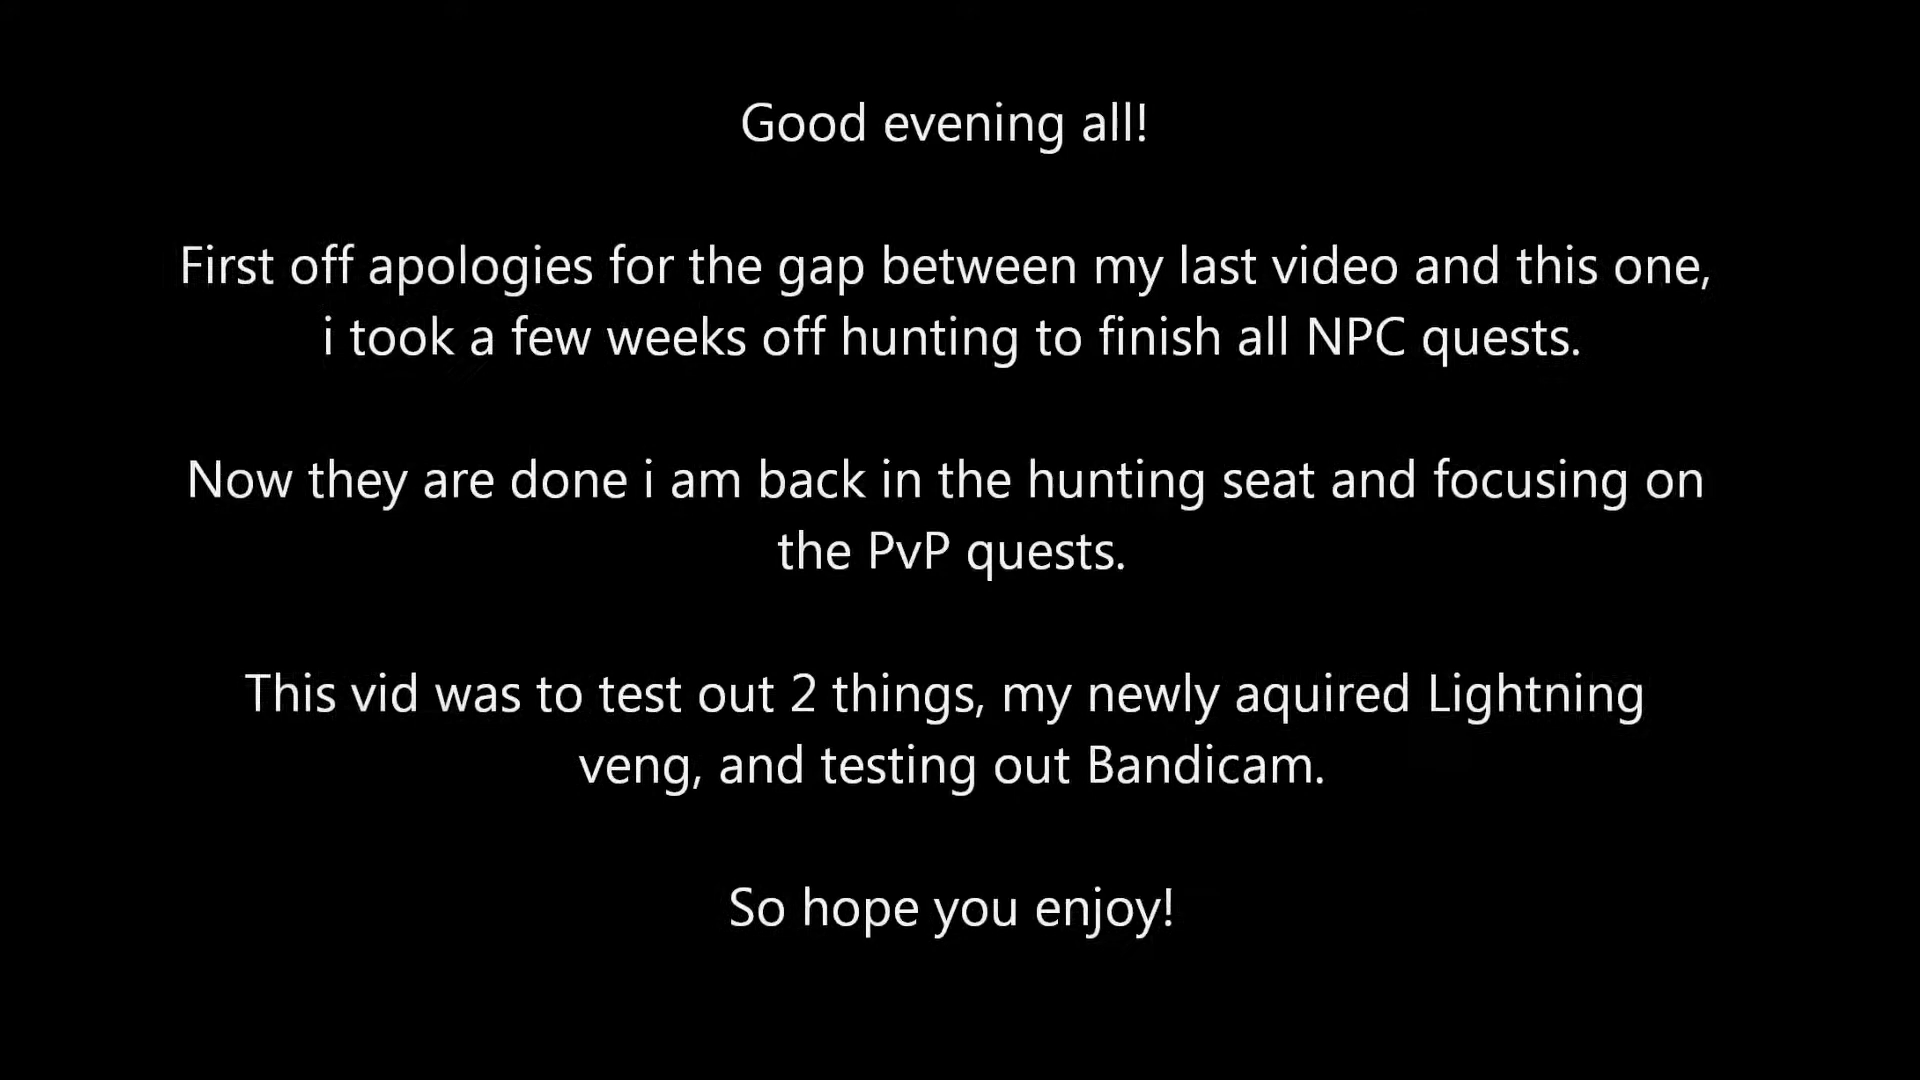 Good evening all!
First off apologies for the gap between my last video and this one,
i took a few weeks off hunting to finish all NPC quests.
Now they are done i am back in the hunting seat and focusing on
the PvP quests.
This vid was to test out 2 things, my newly aquired Lightning
veng, and testing out Bandicam.
So hope you enjoy!